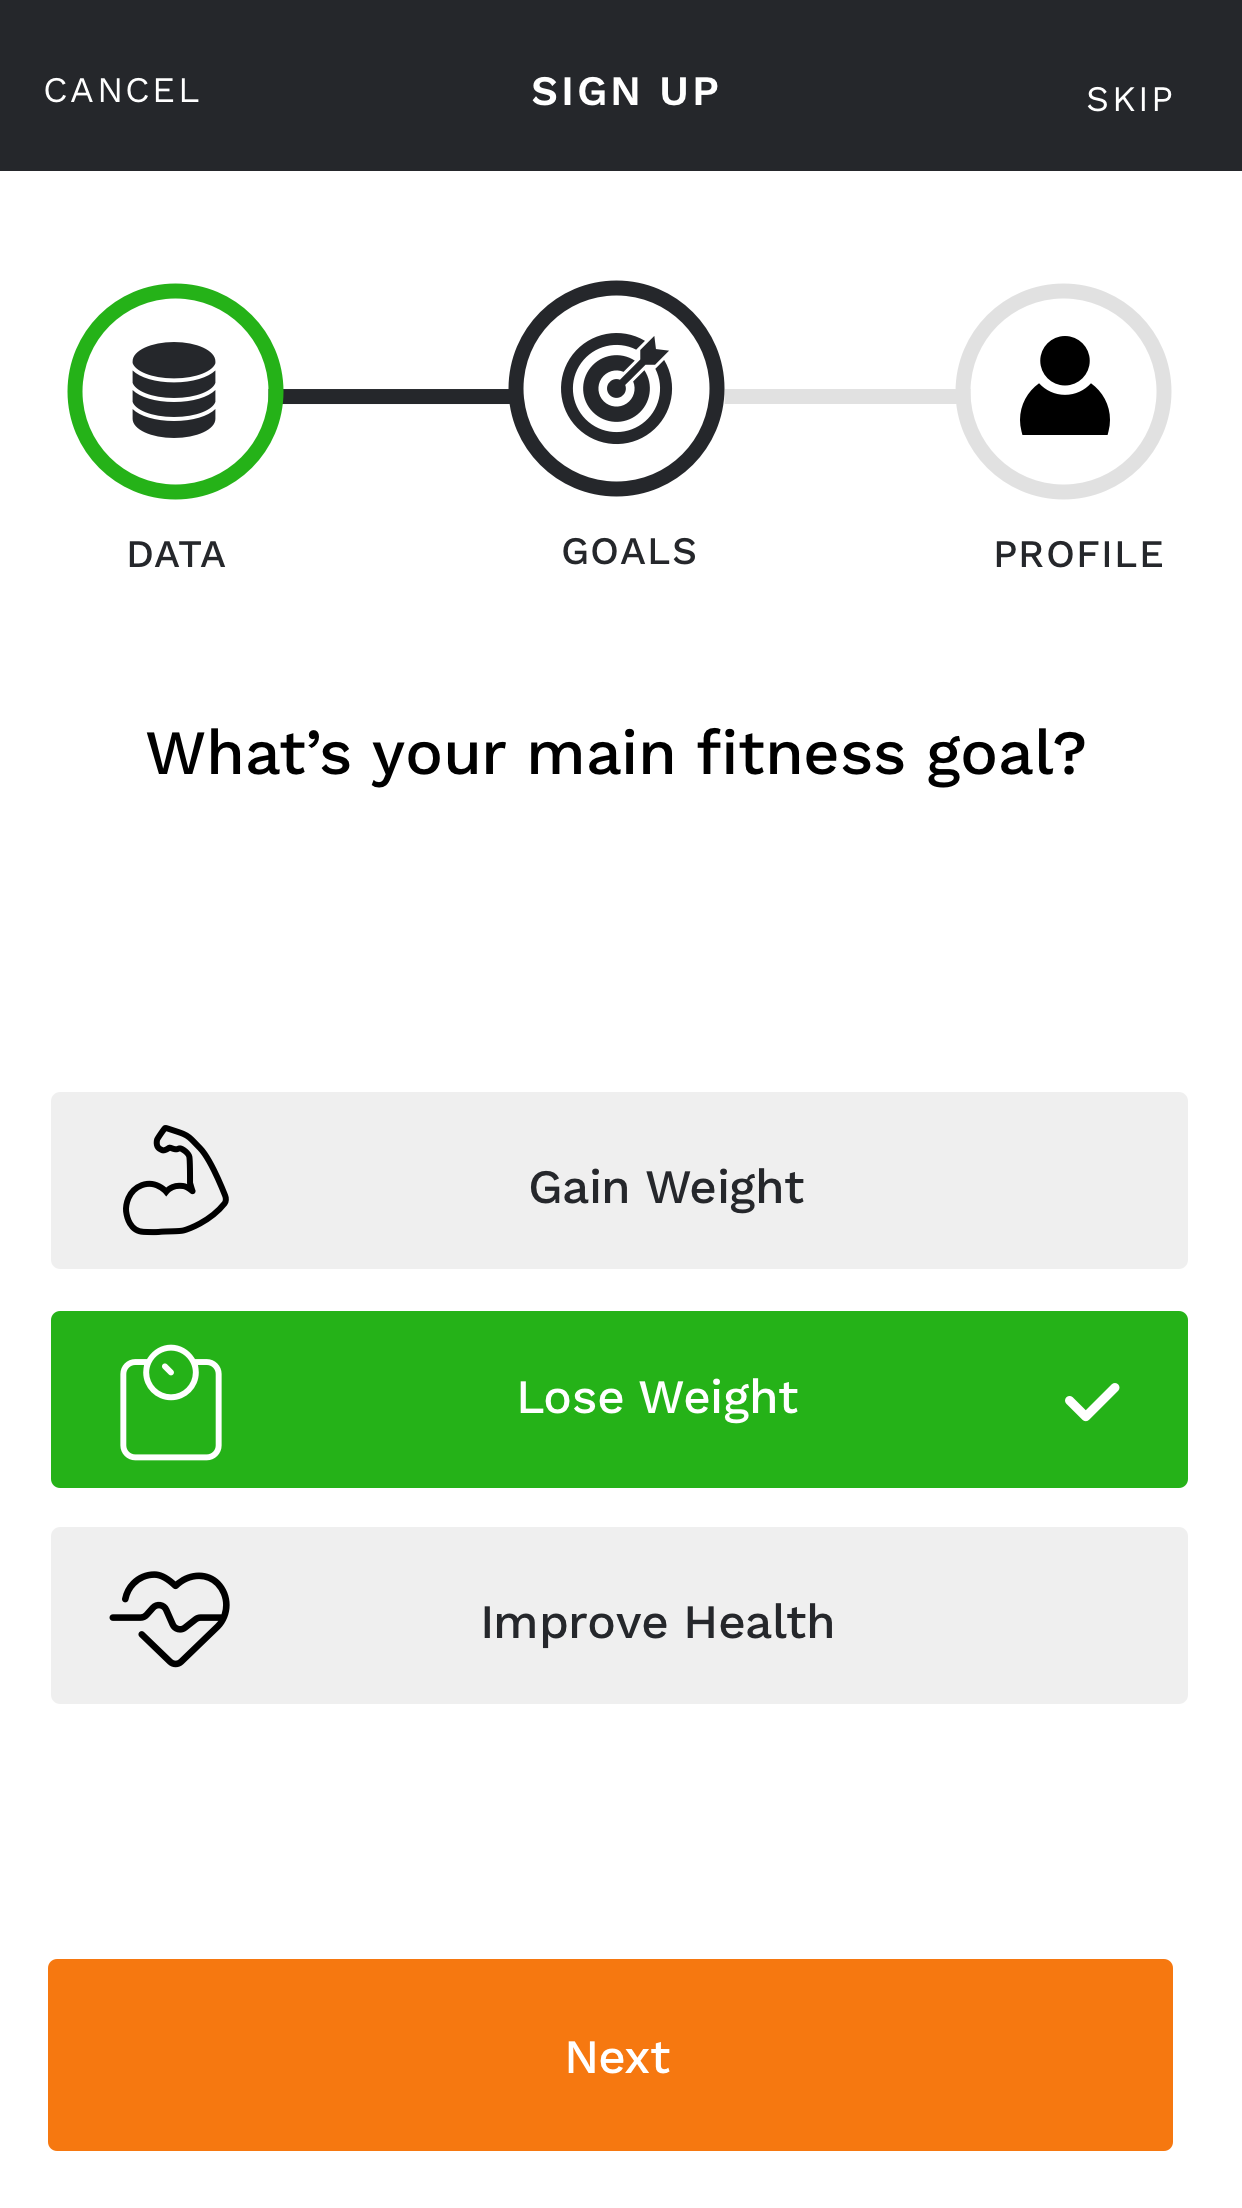 CANCEL
SIGN UP
SKIP
DATA
GOALS
PROFILE
What’s your main fitness goal?
Gain Weight
Lose Weight
Improve Health
Next